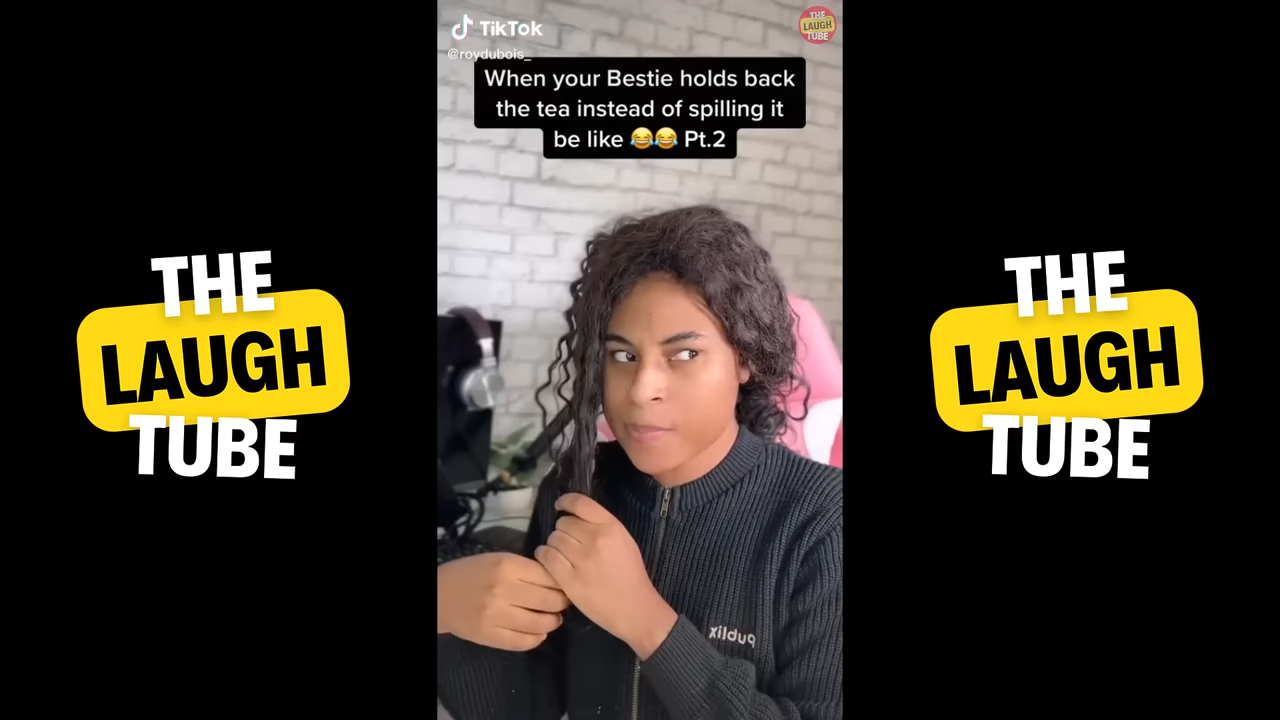 TikTok
@roydubois_
THE
LAUGH
TUBE
When your Bestie holds back
the tea instead of spilling it
be like 😂😂 Pt.2
THE
LAUGH
TUBE
THE
LAUGH
TUBE
publix